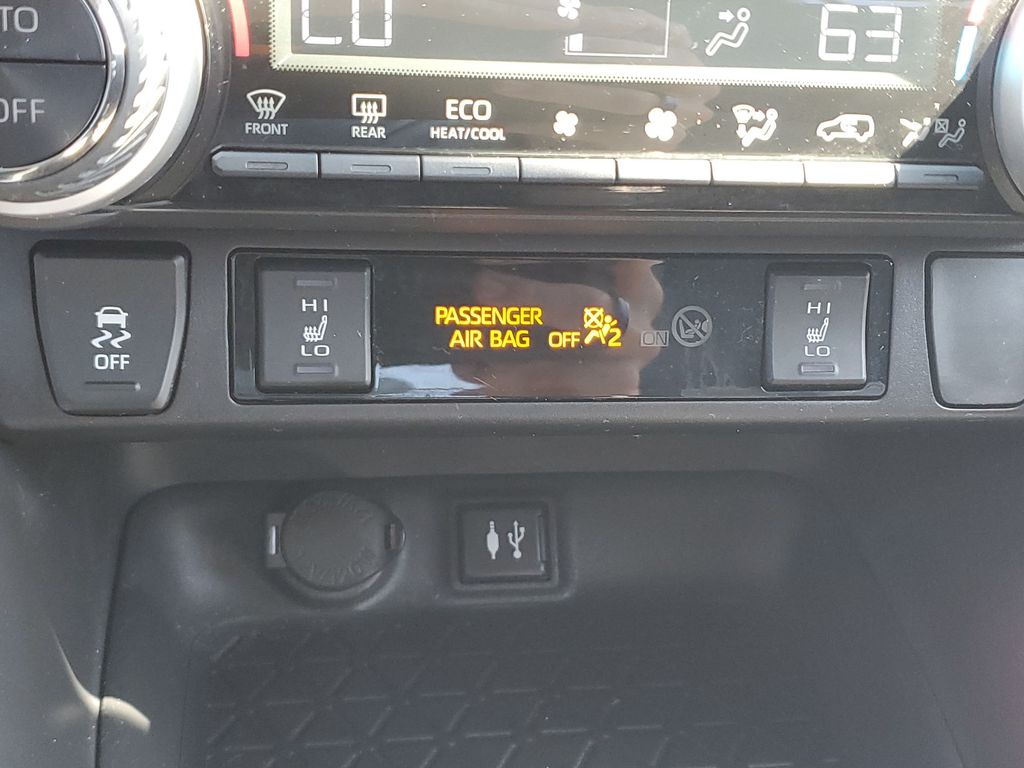 UTO
OFF
LO
63
FRONT
REAR
ECO
HEAT/COOL
OFF
HI
LO
PASSENGER
AIR BAG OFF 2
ON
HI
LO